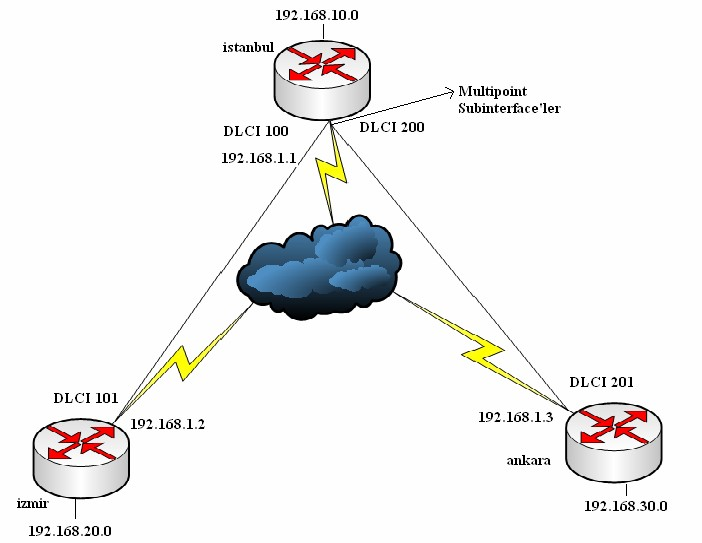 192.168.10.0
istanbul
Multipoint
Subinterface'ler
DLCI 100
DLCI 200
192.168.1.1
DLCI 101
192.168.1.2
izmir
192.168.20.0
DLCI 201
192.168.1.3
ankara
192.168.30.0